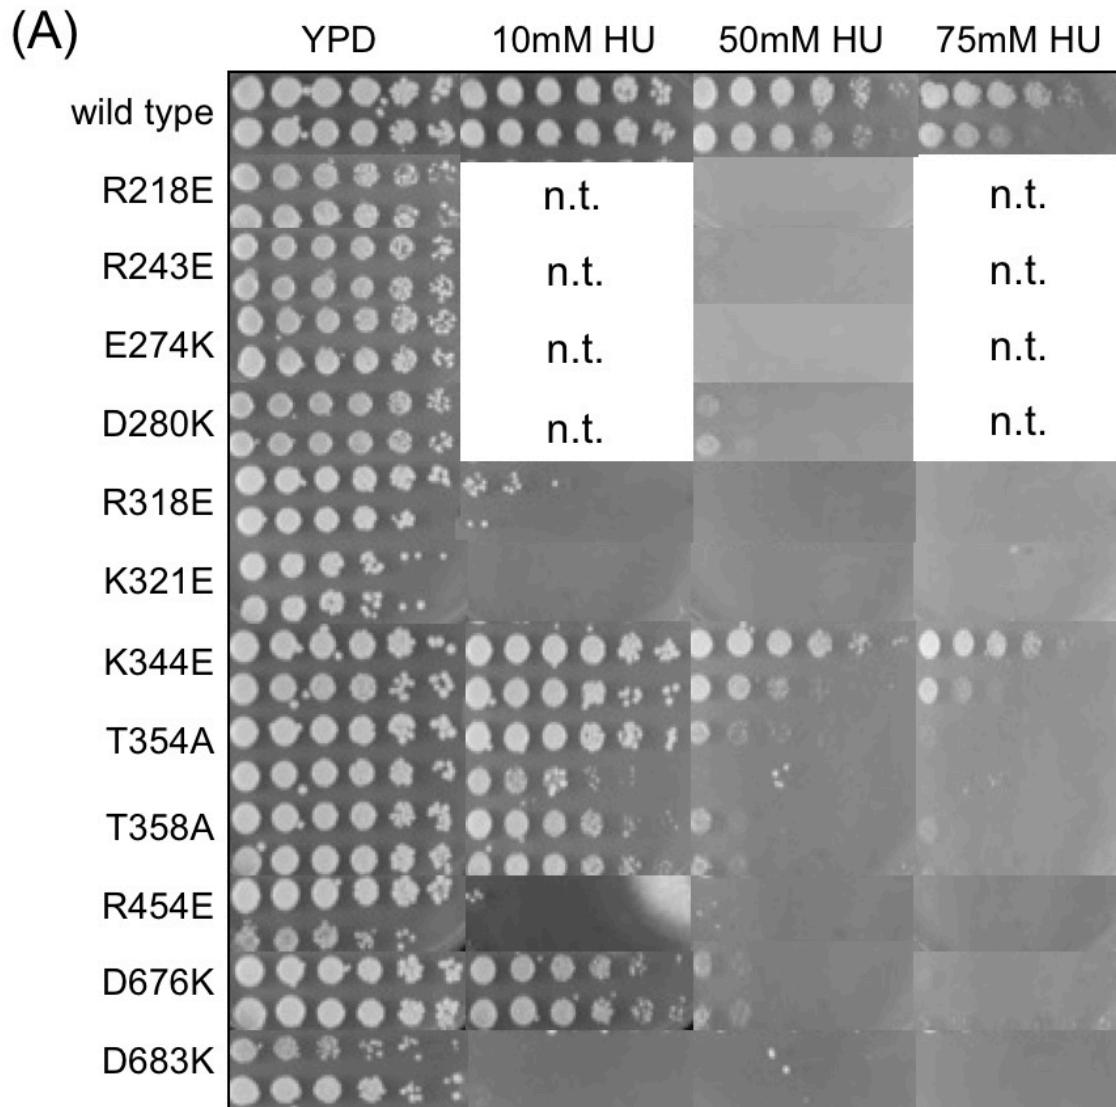 (A)
YPD 10mM HU 50mM HU 75mM HU
wild type
R218E n.t. n.t.
R243E n.t. n.t.
E274K n.t. n.t.
D280K n.t. n.t.
R318E
K321E
K344E
T354A
T358A
R454E
D676K
D683K